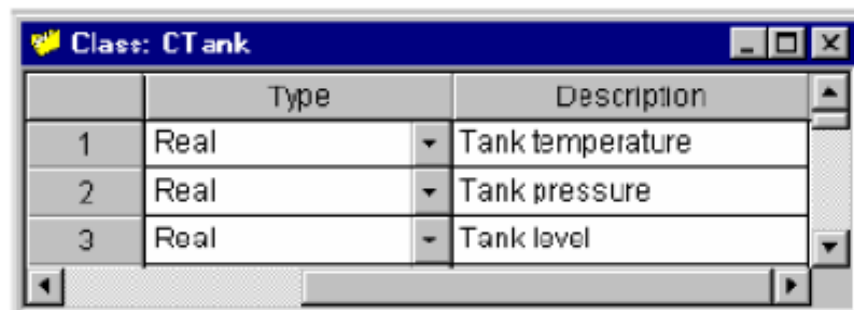 Class: CTank
Type Description
1 Real Tank temperature
2 Real Tank pressure
3 Real Tank level